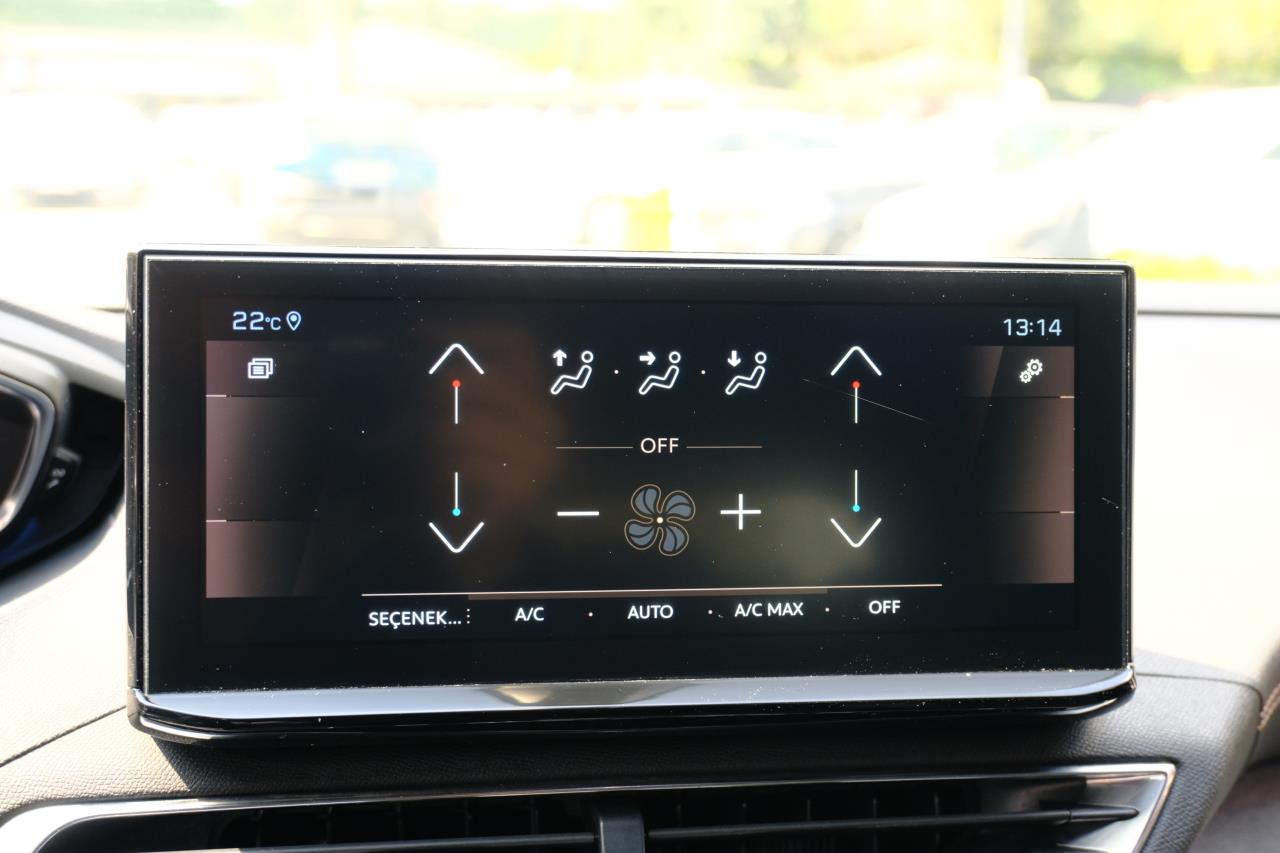 22°C
13:14
OFF
SEÇENEK... A/C AUTO A/C MAX OFF